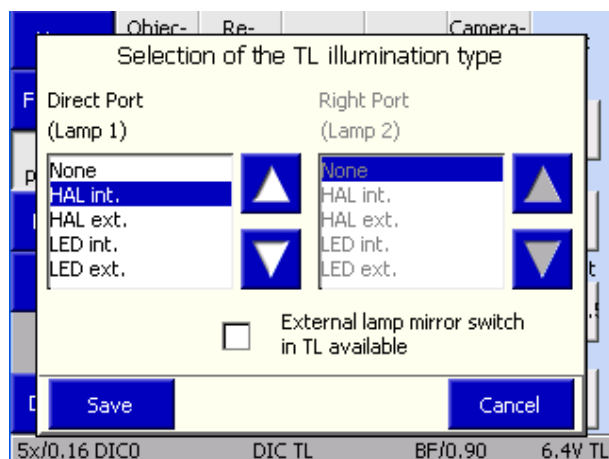 Objec- Re- Camera-
Selection of the TL illumination type
Direct Port Right Port
(Lamp 1) (Lamp 2)
None None
HAL int. HAL int.
HAL ext. HAL ext.
LED int. LED int.
LED ext. LED ext.
External lamp mirror switch
in TL available
Save Cancel
5x/0.16 DIC0 DIC TL BF/0.90 6.4V TL